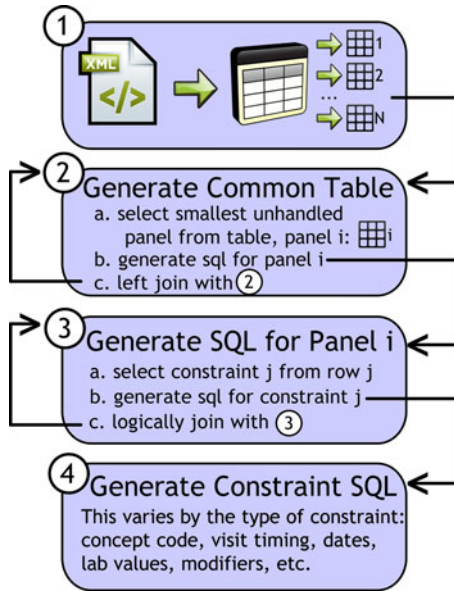 1
XML
</>
1
2
...
N
2
Generate Common Table
a. select smallest unhandled
panel from table, panel i: i
b. generate sql for panel i
c. left join with 2
3
Generate SQL for Panel i
a. select constraint j from row j
b. generate sql for constraint j
c. logically join with 3
4
Generate Constraint SQL
This varies by the type of constraint:
concept code, visit timing, dates,
lab values, modifiers, etc.